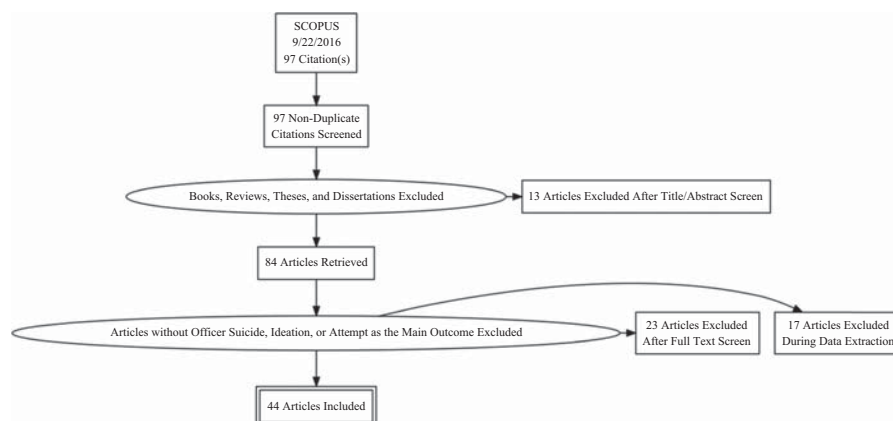 SCOPUS
9/22/2016
97 Citation(s)
97 Non-Duplicate
Citations Screened
Books, Reviews, Theses, and Dissertations Excluded
13 Articles Excluded After Title/Abstract Screen
84 Articles Retrieved
Articles without Officer Suicide, Ideation, or Attempt as the Main Outcome Excluded
23 Articles Excluded
After Full Text Screen
17 Articles Excluded
During Data Extraction
44 Articles Included